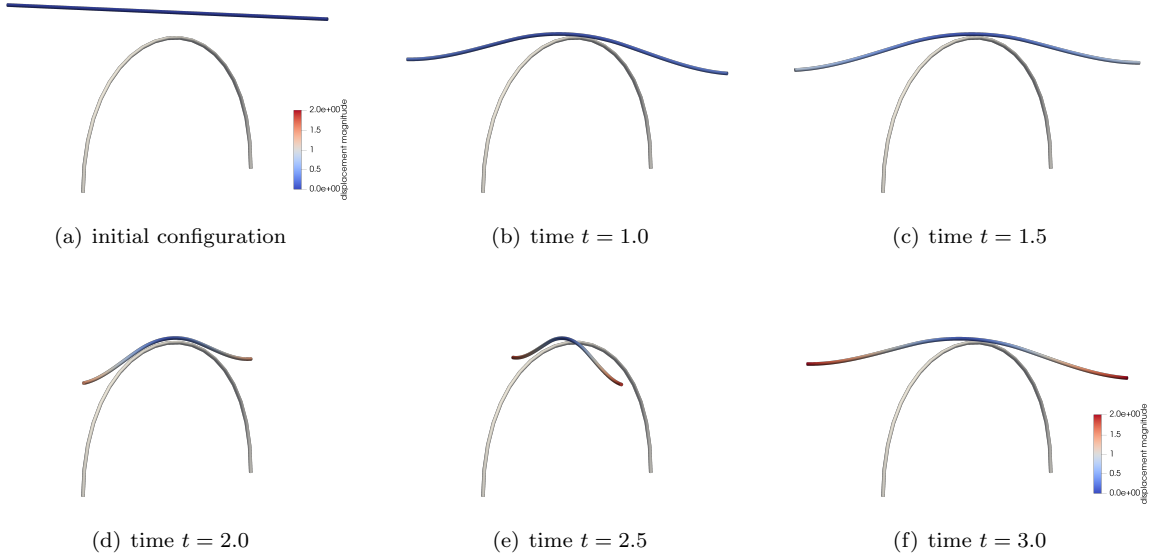 2.0e+00
1.5
1
0.5
0.0e+00
displacement magnitude
(a) initial configuration
(b) time t = 1.0
(c) time t = 1.5
2.0e+00
1.5
1
0.5
0.0e+00
displacement magnitude
(d) time t = 2.0
(e) time t = 2.5
(f) time t = 3.0